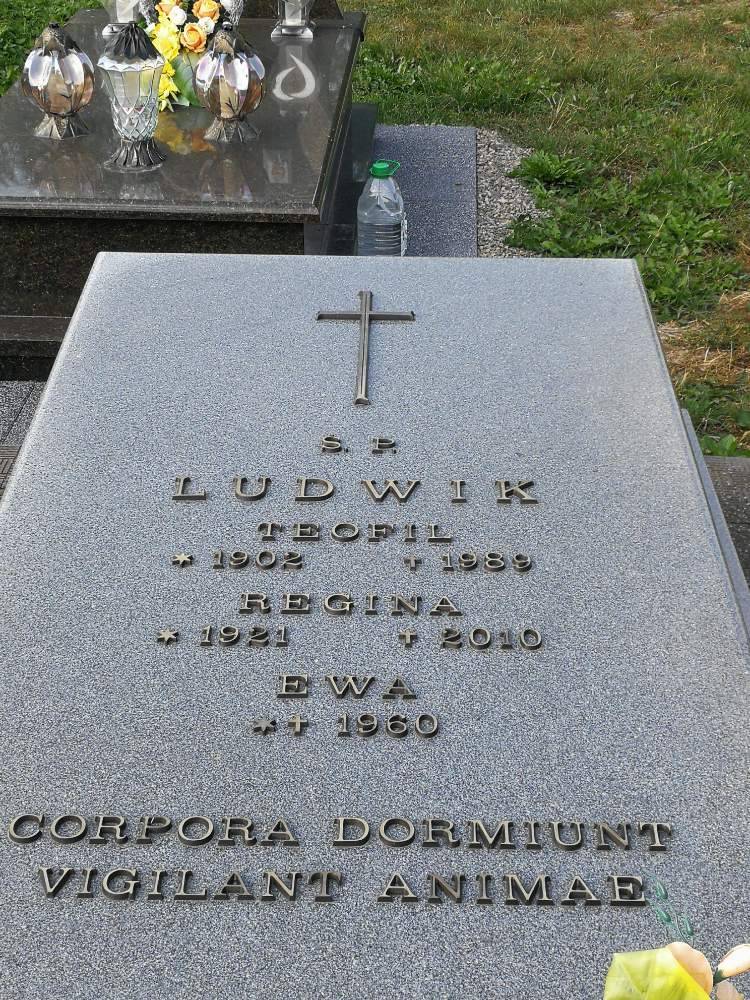 S. P.
LUDWIK
TEOFIL
* 1902 + 1989
REGINA
* 1921 + 2010
EWA
* + 1960
CORPORA DORMIUNT
VIGILANT ANIMAE